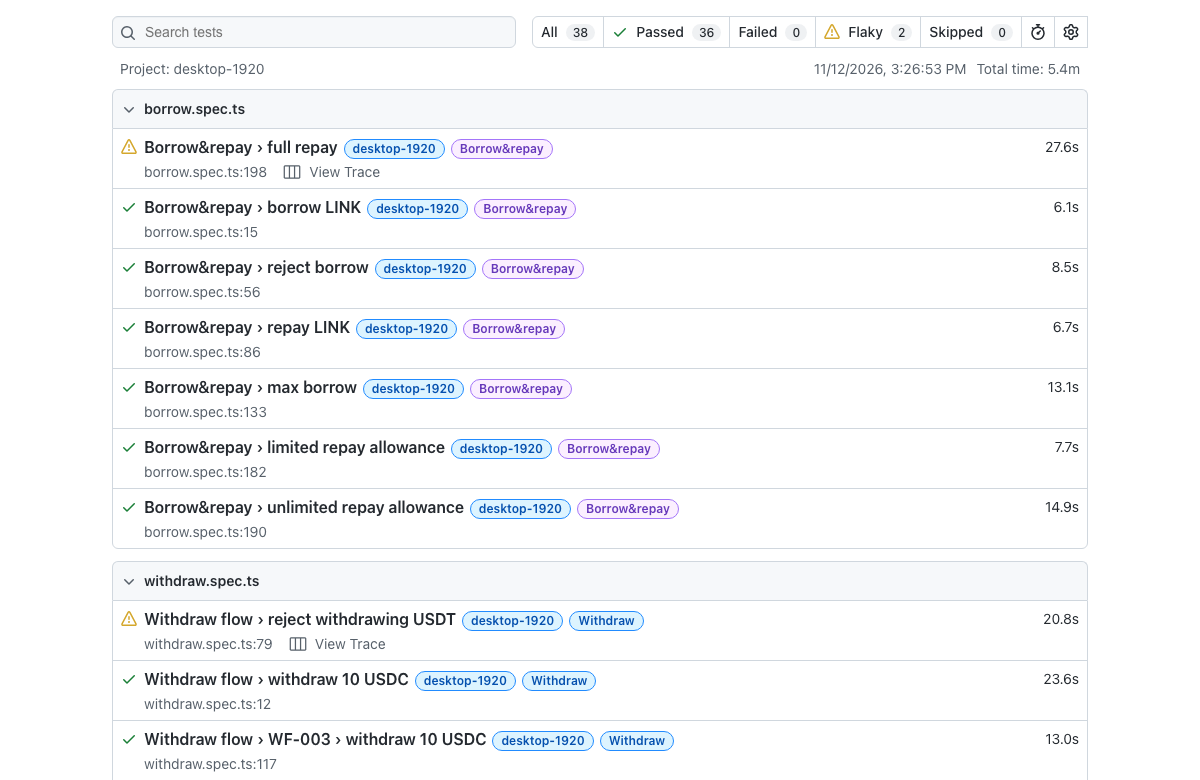 Search tests
All 38 Passed 36 Failed 0 Flaky 2 Skipped 0
Project: desktop-1920
11/12/2026, 3:26:53 PM Total time: 5.4m
borrow.spec.ts
Borrow&repay › full repay desktop-1920 Borrow&repay 27.6s
borrow.spec.ts:198 View Trace
Borrow&repay › borrow LINK desktop-1920 Borrow&repay 6.1s
borrow.spec.ts:15
Borrow&repay › reject borrow desktop-1920 Borrow&repay 8.5s
borrow.spec.ts:56
Borrow&repay › repay LINK desktop-1920 Borrow&repay 6.7s
borrow.spec.ts:86
Borrow&repay › max borrow desktop-1920 Borrow&repay 13.1s
borrow.spec.ts:133
Borrow&repay › limited repay allowance desktop-1920 Borrow&repay 7.7s
borrow.spec.ts:182
Borrow&repay › unlimited repay allowance desktop-1920 Borrow&repay 14.9s
borrow.spec.ts:190
withdraw.spec.ts
Withdraw flow › reject withdrawing USDT desktop-1920 Withdraw 20.8s
withdraw.spec.ts:79 View Trace
Withdraw flow › withdraw 10 USDC desktop-1920 Withdraw 23.6s
withdraw.spec.ts:12
Withdraw flow › WF-003 › withdraw 10 USDC desktop-1920 Withdraw 13.0s
withdraw.spec.ts:117